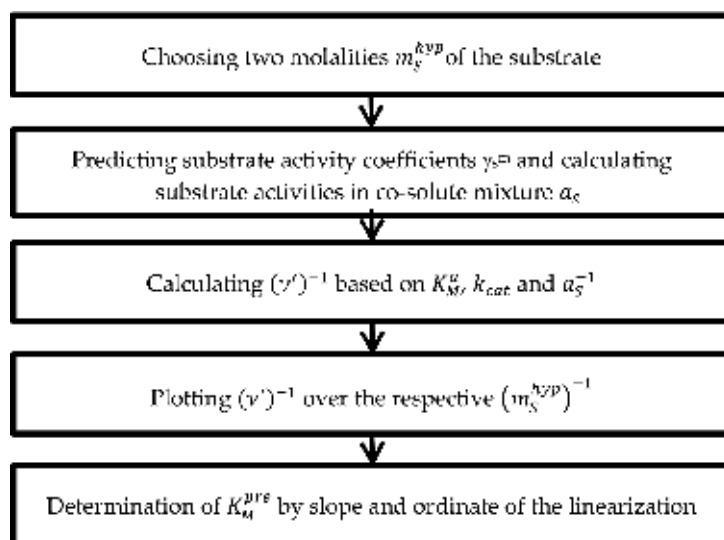 Choosing two molalities m_S^hyp of the substrate
Predicting substrate activity coefficients γ_S and calculating
substrate activities in co-solute mixture a_S
Calculating (ν')⁻¹ based on K_M^a, k_cat and a_S⁻¹
Plotting (ν')⁻¹ over the respective (m_S^hyp)⁻¹
Determination of K_M^pre by slope and ordinate of the linearization